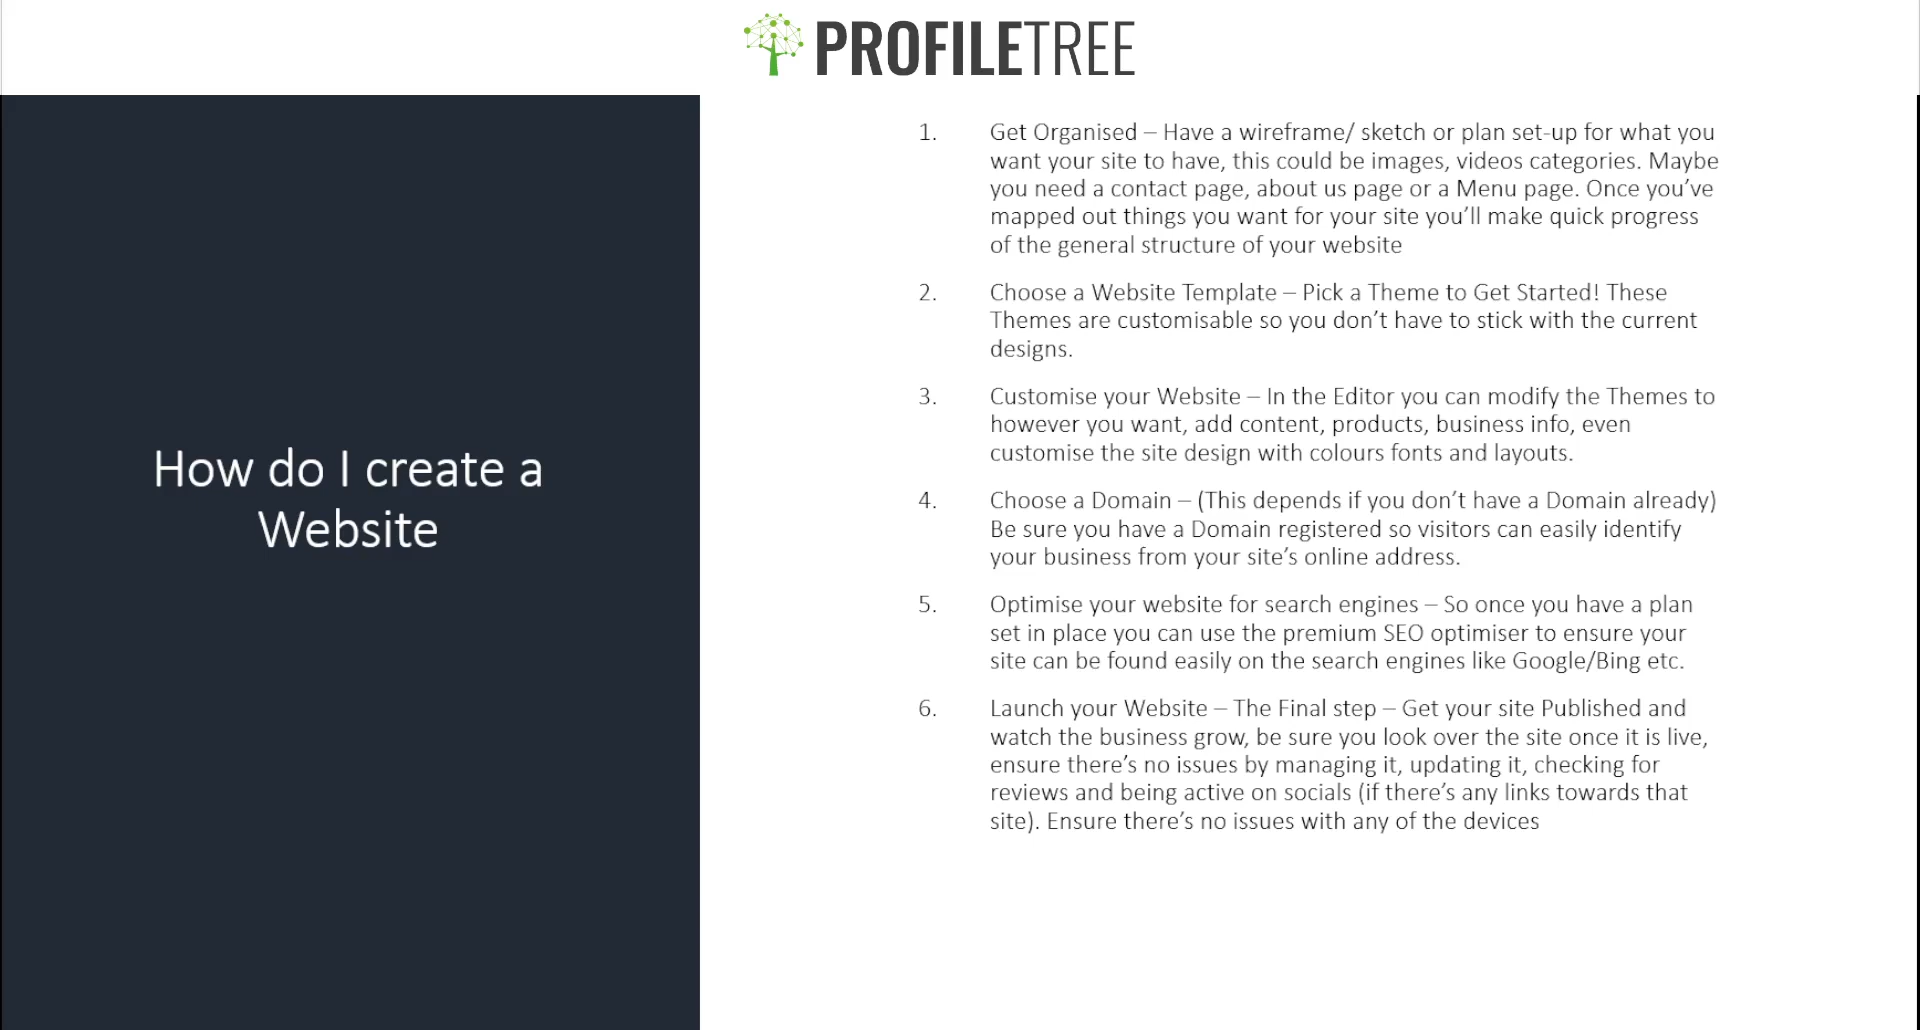 PROFILETREE
How do I create a
Website
1. Get Organised – Have a wireframe/ sketch or plan set-up for what you
want your site to have, this could be images, videos categories. Maybe
you need a contact page, about us page or a Menu page. Once you’ve
mapped out things you want for your site you’ll make quick progress
of the general structure of your website
2. Choose a Website Template – Pick a Theme to Get Started! These
Themes are customisable so you don’t have to stick with the current
designs.
3. Customise your Website – In the Editor you can modify the Themes to
however you want, add content, products, business info, even
customise the site design with colours fonts and layouts.
4. Choose a Domain – (This depends if you don’t have a Domain already)
Be sure you have a Domain registered so visitors can easily identify
your business from your site’s online address.
5. Optimise your website for search engines – So once you have a plan
set in place you can use the premium SEO optimiser to ensure your
site can be found easily on the search engines like Google/Bing etc.
6. Launch your Website – The Final step – Get your site Published and
watch the business grow, be sure you look over the site once it is live,
ensure there’s no issues by managing it, updating it, checking for
reviews and being active on socials (if there’s any links towards that
site). Ensure there’s no issues with any of the devices